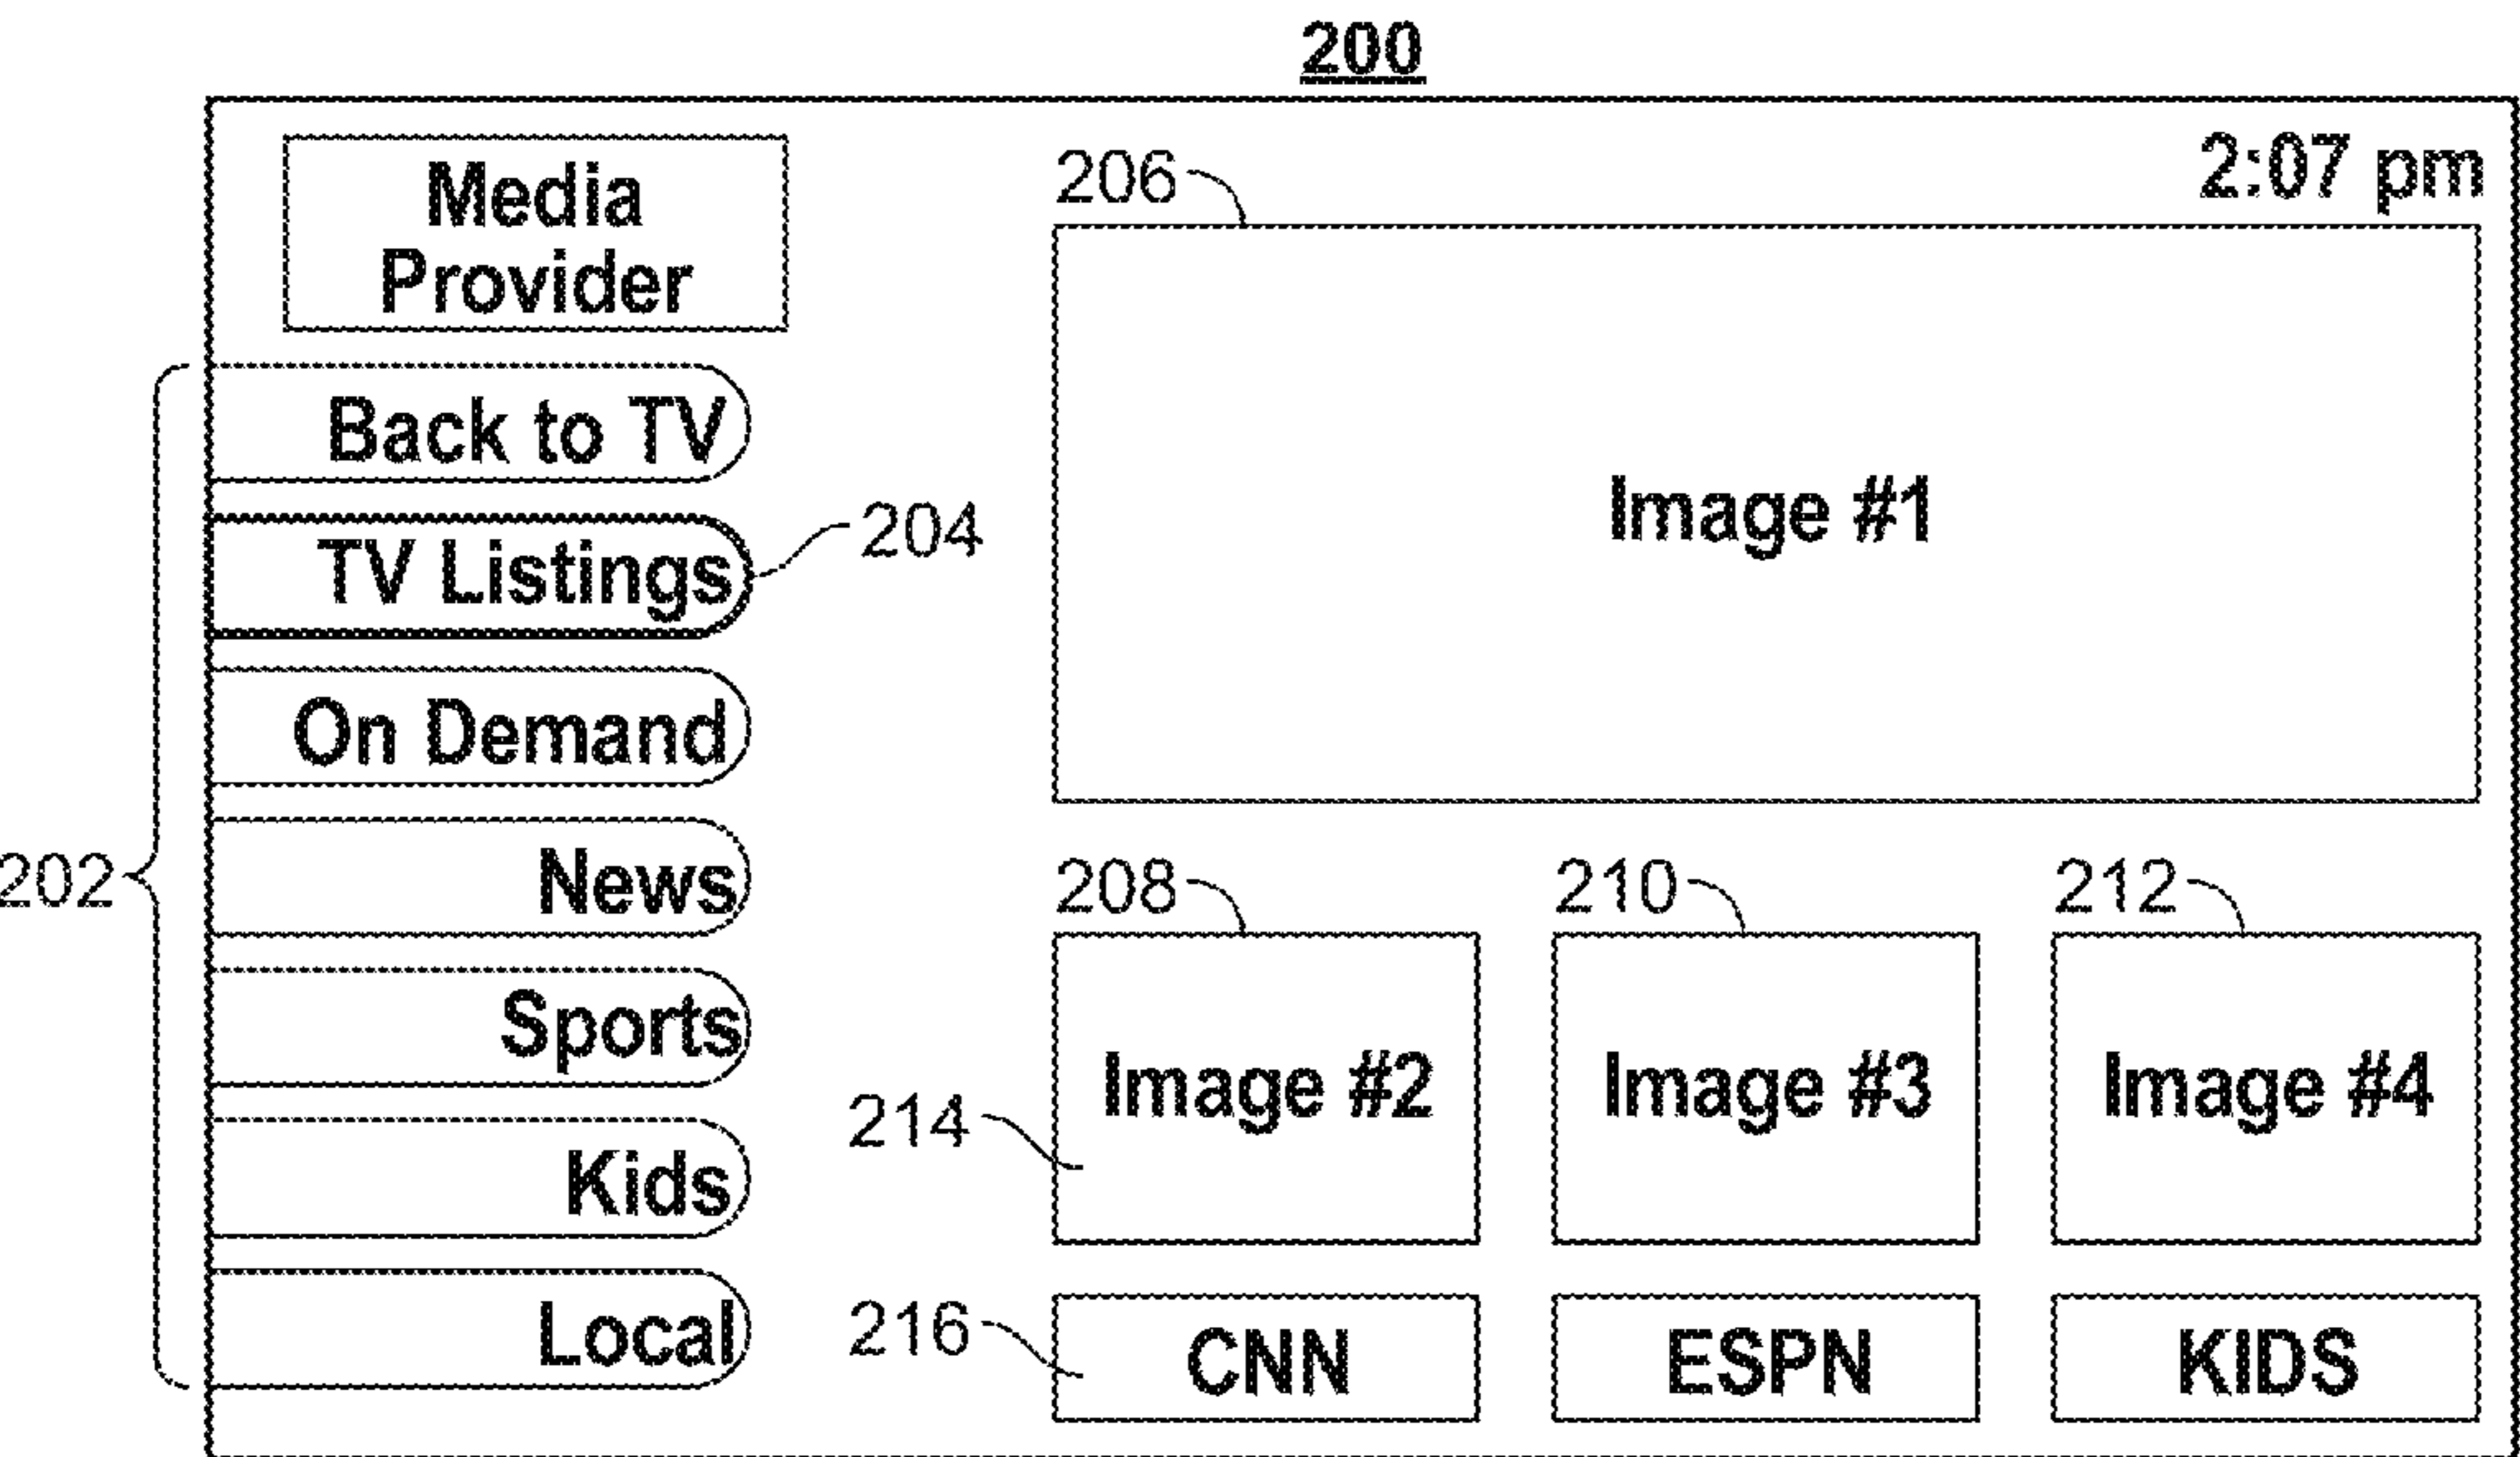 200
2:07 pm
Media
Provider
206
Back to TV
Image #1
TV Listings
204
On Demand
202
News
208
210
212
Sports
Image #2
Image #3
Image #4
214
Kids
Local
216
CNN
ESPN
KIDS